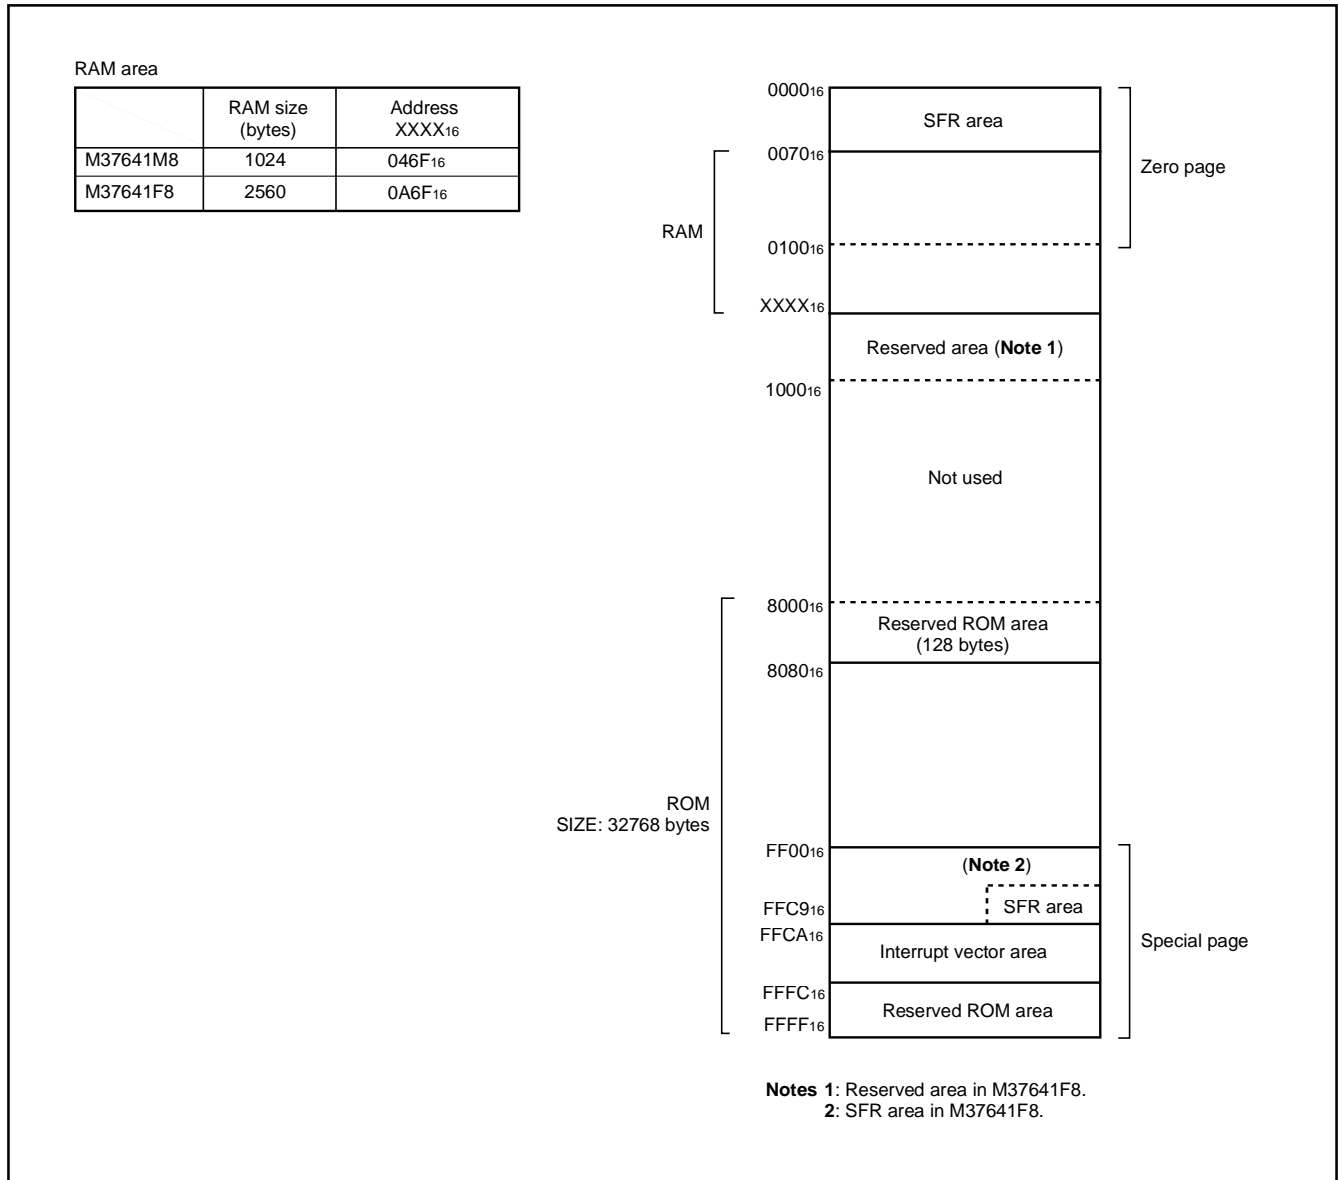 RAM area
RAM size
(bytes)
Address
XXXX16
M37641M8 1024 046F16
M37641F8 2560 0A6F16
000016
SFR area
007016
Zero page
RAM
010016
XXXX16
Reserved area (Note 1)
100016
Not used
800016
Reserved ROM area
(128 bytes)
808016
ROM
SIZE: 32768 bytes
FF0016
(Note 2)
FFC916
SFR area
FFCA16
Special page
Interrupt vector area
FFFC16
Reserved ROM area
FFFF16
Notes 1: Reserved area in M37641F8.
2: SFR area in M37641F8.